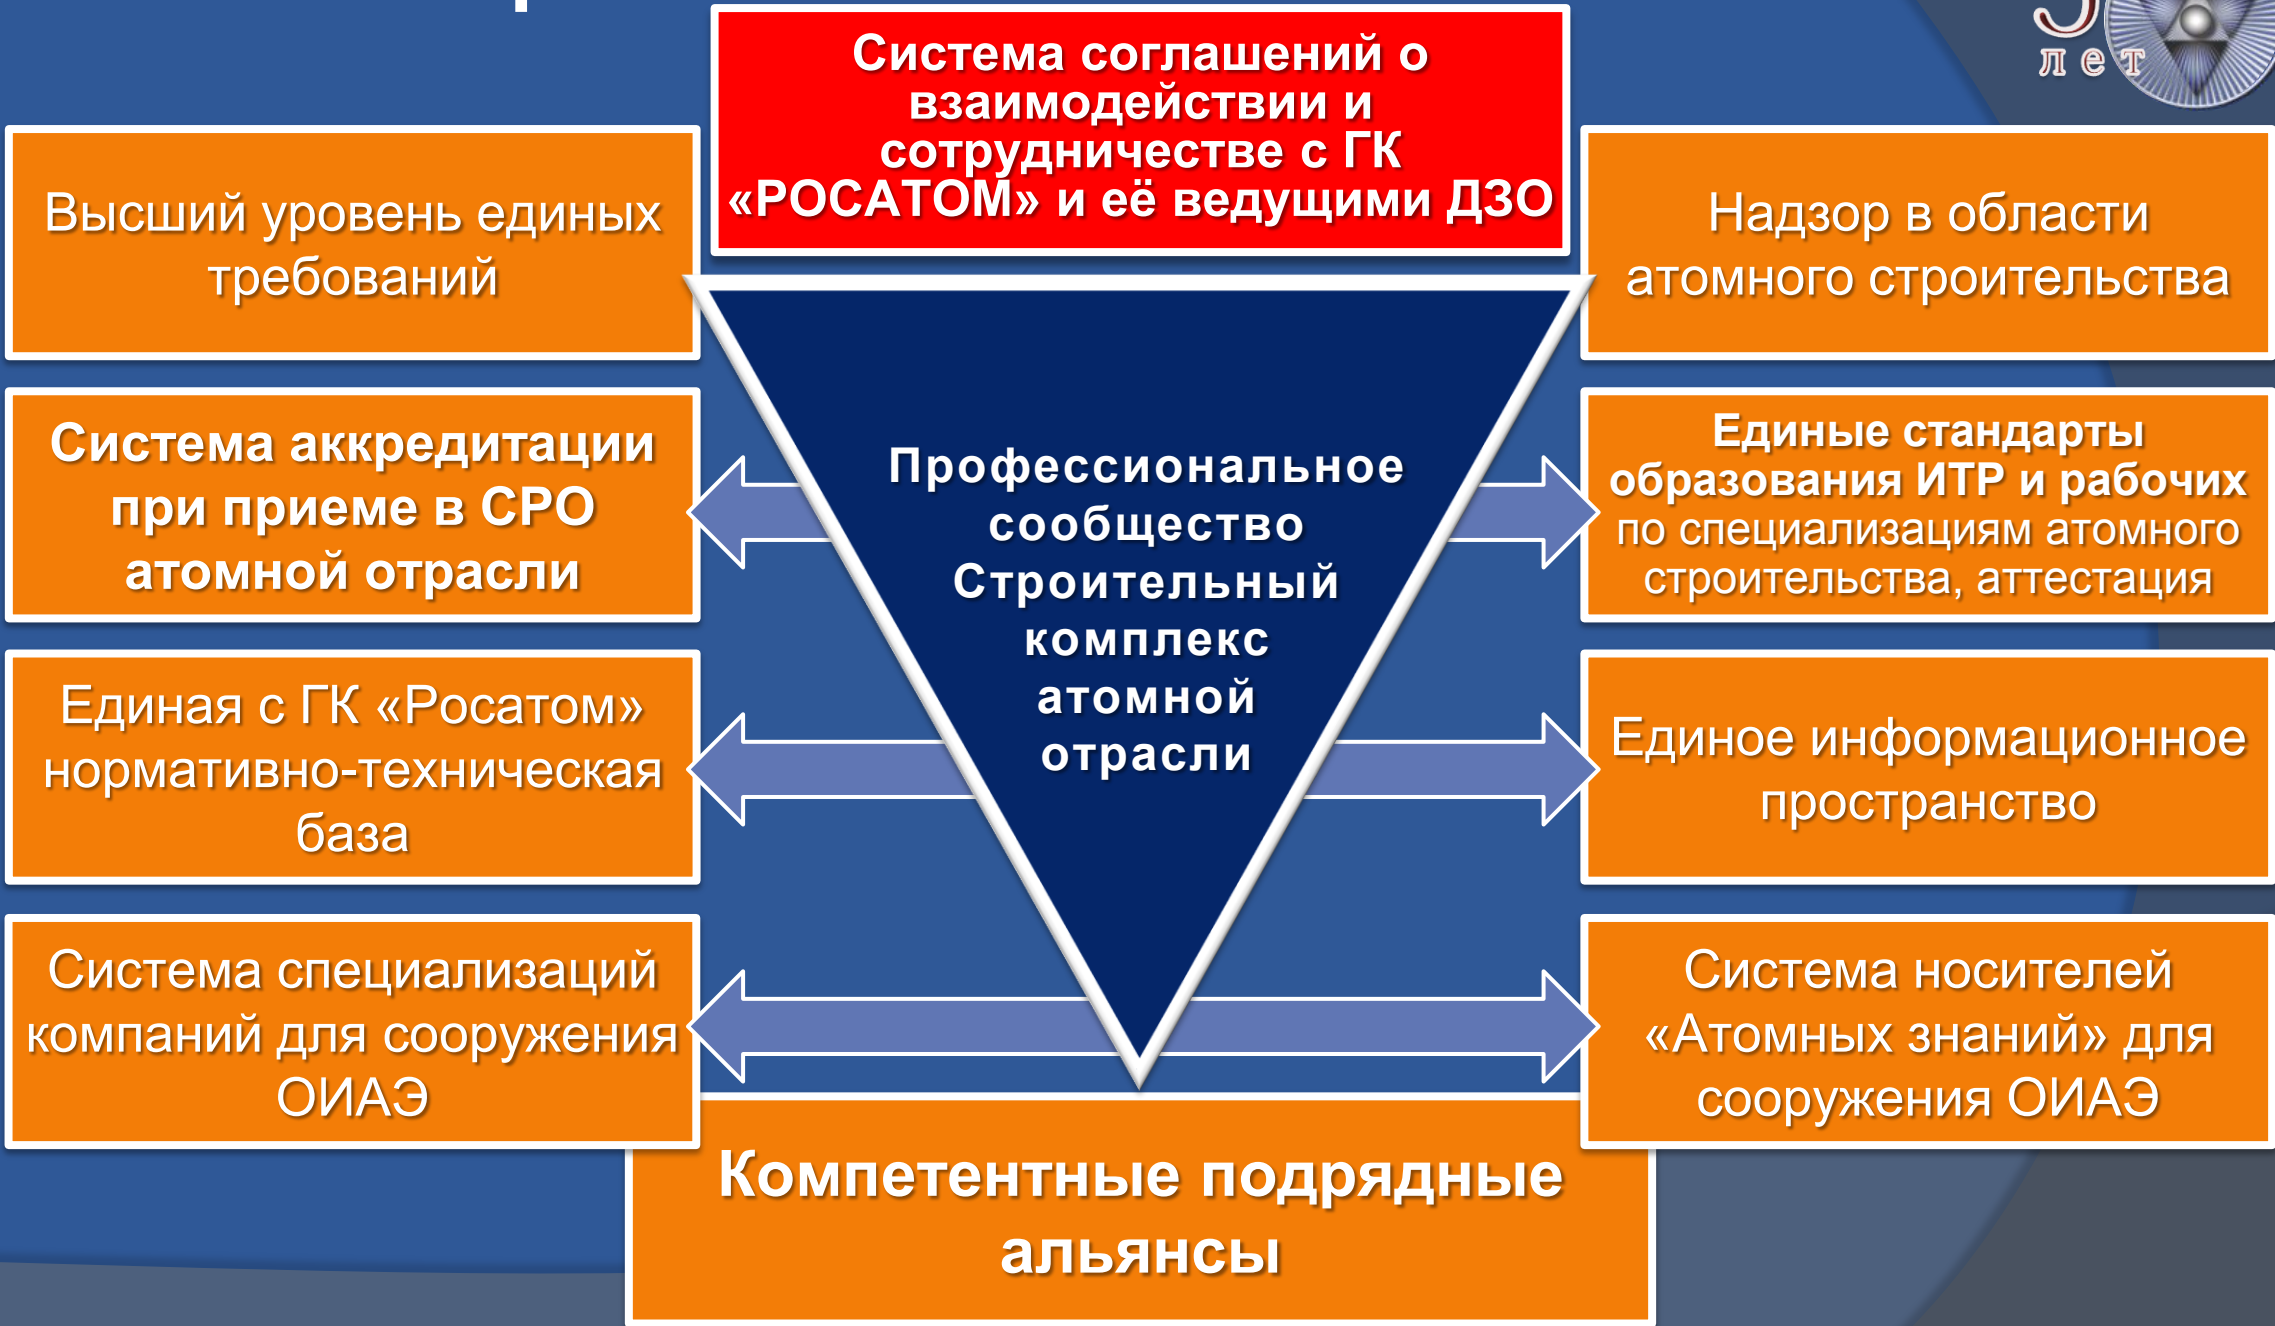 Система соглашений о
взаимодействии и
сотрудничестве с ГК
«РОСАТОМ» и её ведущими ДЗО
лет
Высший уровень единых
требований
Надзор в области
атомного строительства
Система аккредитации
при приеме в СРО
атомной отрасли
Профессиональное
сообщество
Строительный
комплекс
атомной
отрасли
Единые стандарты
образования ИТР и рабочих
по специализациям атомного
строительства, аттестация
Единая с ГК «Росатом»
нормативно-техническая
база
Единое информационное
пространство
Система специализаций
компаний для сооружения
ОИАЭ
Система носителей
«Атомных знаний» для
сооружения ОИАЭ
Компетентные подрядные
альянсы